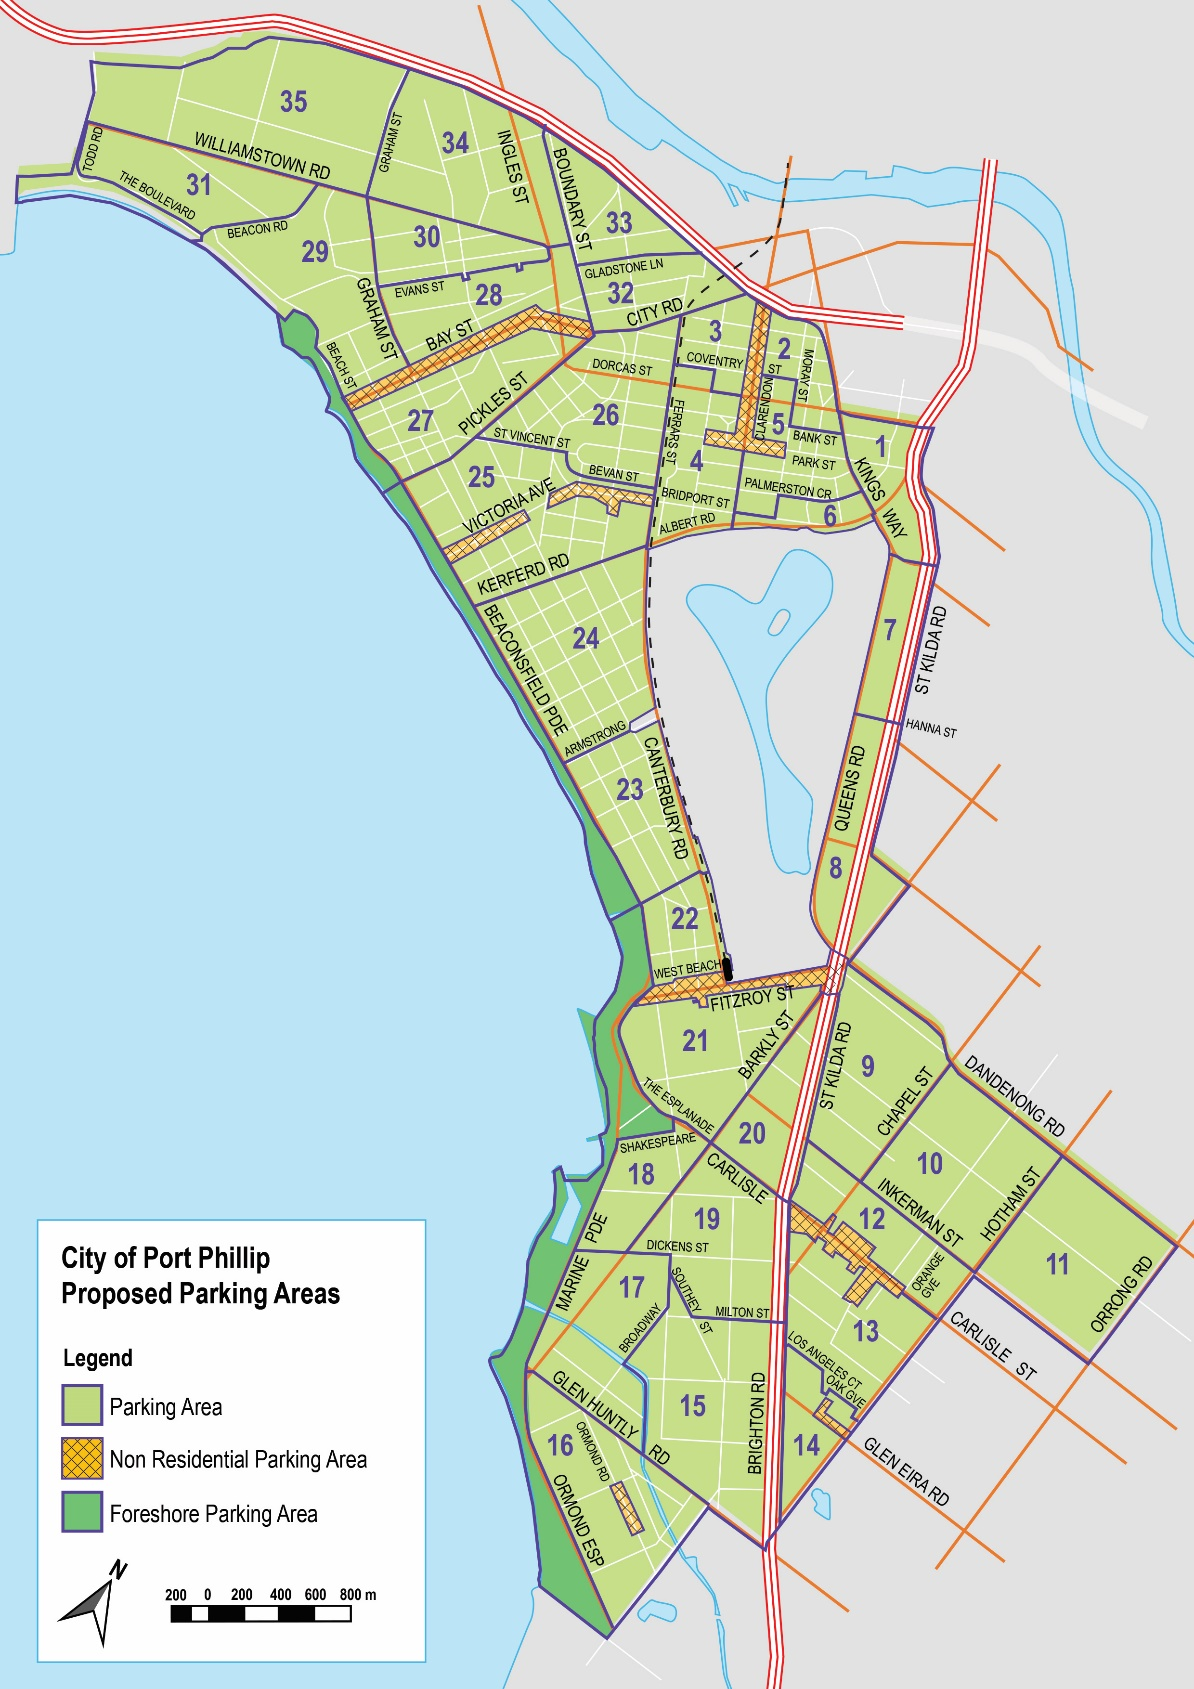 35
34
INGLES ST
GRAHAM ST
WILLIAMSTOWN RD
TODD RD
BOUNDARY ST
31
THE BOULEVARD
33
BEACON RD
30
29
GLADSTONE LN
EVANS ST
28
32
GRAHAM ST
CITY RD
BAY ST
3
2
COVENTRY
ST
MORAY ST
BEACH ST
DORCAS ST
PICKLES ST
CLARENDON
27
26
FERRARS ST
5
ST VINCENT ST
BANK ST
1
4
PARK ST
25
BEVAN ST
KINGS
WAY
VICTORIA AVE
BRIDPORT ST
PALMERSTON CR
ALBERT RD
6
KERFERD RD
24
7
ST KILDA RD
BEACONSFIELD PDE
HANNA ST
ARMSTRONG
CANTERBURY RD
23
QUEENS RD
8
22
WEST BEACH
FITZROY ST
21
BARKLY ST
ST KILDA RD
9
DANDENONG RD
CHAPEL ST
THE ESPLANADE
20
SHAKESPEARE
10
18
CARLISLE
INKERMAN ST
HOTHAM ST
19
12
MARINE
PDE
DICKENS ST
ORANGE
GVE
11
17
SOUTHEY
ST
MILTON ST
BROADWAY
ORRONG RD
13
CARLISLE ST
LOS ANGELES CT
OAK GVE
GLEN HUNTLY
RD
15
BRIGHTON RD
16
ORMOND RD
14
GLEN EIRA RD
ORMOND ESP
City of Port Phillip
Proposed Parking Areas
Legend
Parking Area
Non Residential Parking Area
Foreshore Parking Area
N
200 0 200 400 600 800 m